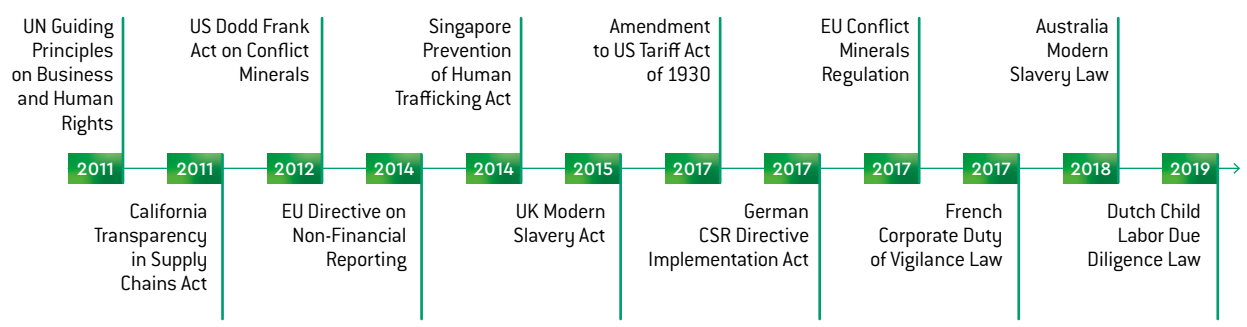 UN Guiding
Principles
on Business
and Human
Rights
US Dodd Frank
Act on Conflict
Minerals
Singapore
Prevention
of Human
Trafficking Act
Amendment
to US Tariff Act
of 1930
EU Conflict
Minerals
Regulation
Australia
Modern
Slavery Law
2011
2011
2012
2014
2014
2015
2017
2017
2017
2017
2018
2019
California
Transparency
in Supply
Chains Act
EU Directive on
Non-Financial
Reporting
UK Modern
Slavery Act
German
CSR Directive
Implementation Act
French
Corporate Duty
of Vigilance Law
Dutch Child
Labor Due
Diligence Law